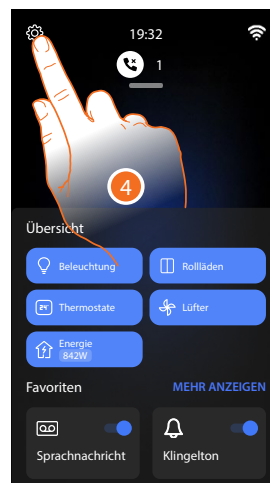 19:32
1
4
Übersicht
Beleuchtung
Rollläden
Thermostate
Lüfter
Energie
842W
Favoriten
MEHR ANZEIGEN
Sprachnachricht
Klingelton